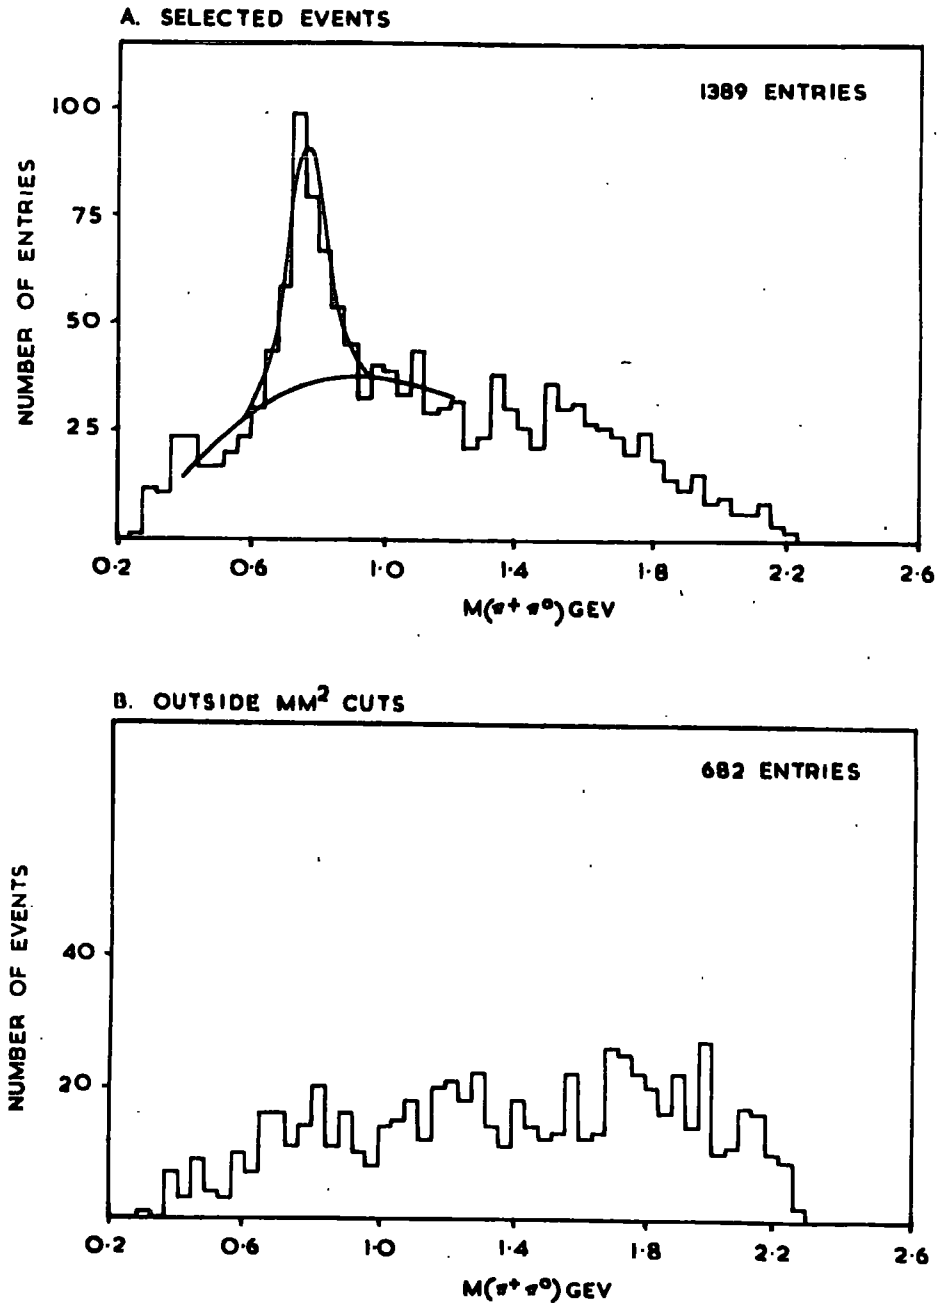 A. SELECTED EVENTS
1389 ENTRIES
100
75
50
25
NUMBER OF ENTRIES
0·2 0·6 1·0 1·4 1·8 2·2 2·6
M(π⁺ π⁰) GEV
B. OUTSIDE MM² CUTS
682 ENTRIES
40
20
NUMBER OF EVENTS
0·2 0·6 1·0 1·4 1·8 2·2 2·6
M(π⁺ π⁰) GEV